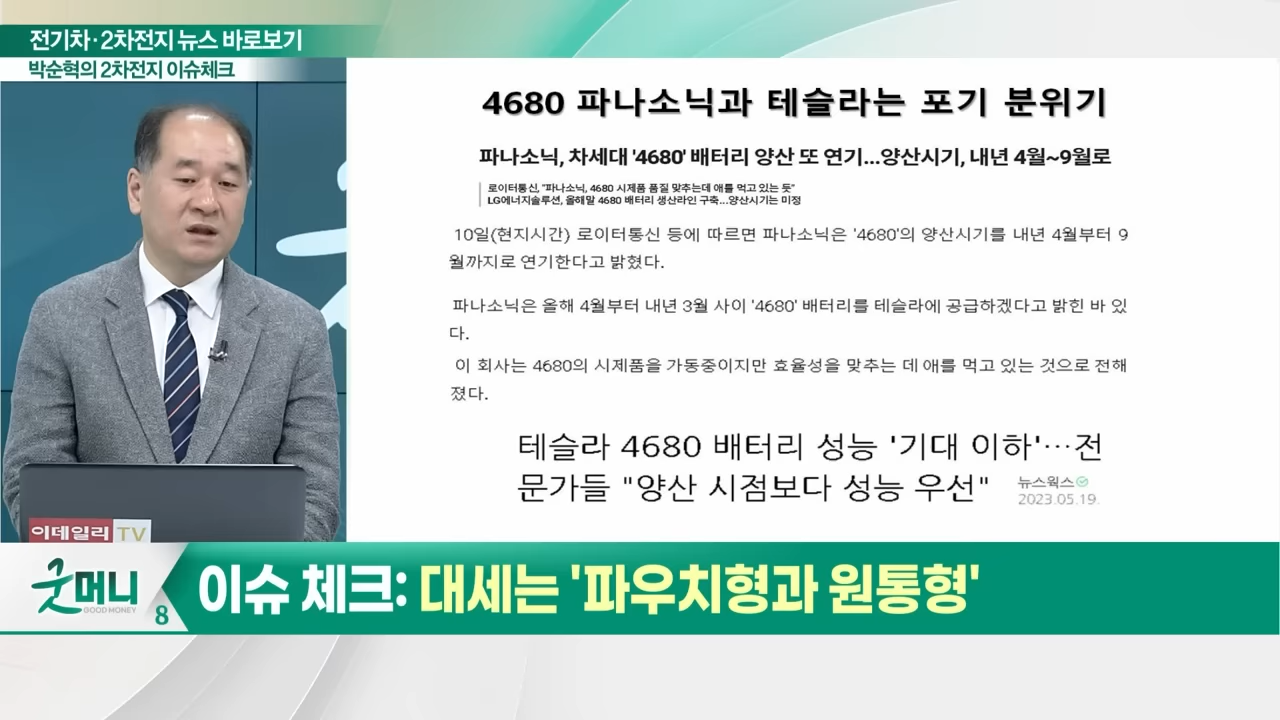 전기차·2차전지 뉴스 바로보기
박순혁의 2차전지 이슈체크
4680 파나소닉과 테슬라는 포기 분위기
파나소닉, 차세대 '4680' 배터리 양산 또 연기...양산시기, 내년 4월~9월로
로이터통신, "파나소닉, 4680 시제품 품질 맞추는데 애를 먹고 있는 듯"
LG에너지솔루션, 올해말 4680 배터리 생산라인 구축...양산시기는 미정
10일(현지시간) 로이터통신 등에 따르면 파나소닉은 '4680'의 양산시기를 내년 4월부터 9
월까지로 연기한다고 밝혔다.
파나소닉은 올해 4월부터 내년 3월 사이 '4680' 배터리를 테슬라에 공급하겠다고 밝힌 바 있
다.
이 회사는 4680의 시제품을 가동중이지만 효율성을 맞추는 데 애를 먹고 있는 것으로 전해
졌다.
테슬라 4680 배터리 성능 '기대 이하'…전
문가들 "양산 시점보다 성능 우선"
뉴스웍스
2023.05.19.
이데일리 TV
굿머니
GOOD MONEY
8
이슈 체크: 대세는 '파우치형과 원통형'